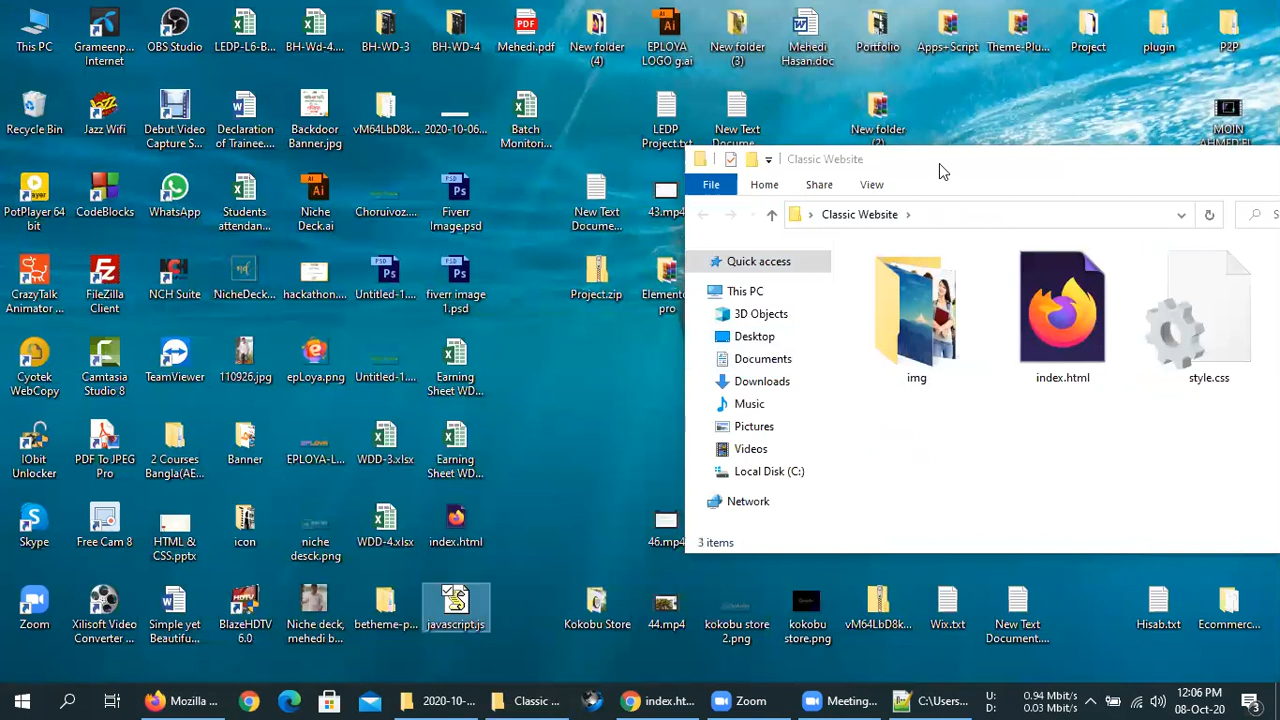 This PC
Grameenp...
Internet
OBS Studio
LEDP-L6-B...
BH-Wd-4....
BH-WD-3
BH-WD-4
Mehedi.pdf
New folder
(4)
EPLOYA
LOGO g.ai
New folder
(3)
Mehedi
Hasan.doc
Portfolio
Apps+Script
Theme-Plu...
Project
plugin
P2P
Recycle Bin
Jazz Wifi
Debut Video
Capture S...
Declaration
of Trainee....
Backdoor
Banner.jpg
vM64LbD8k...
2020-10-06...
Batch
Monitori...
LEDP
Project.txt
New Text
Docume...
New folder
(2)
MOIN
AHMED'FL
PotPlayer 64
bit
CodeBlocks
WhatsApp
Students
attendan...
Niche
Deck.ai
Choruivoz....
Fiverr
Image.psd
New Text
Docume...
43.mp4
CrazyTalk
Animator ...
FileZilla
Client
NCH Suite
NicheDeck...
hackathon....
Untitled-1....
fiverr image
1.psd
Project.zip
Elemento
pro
Cyotek
WebCopy
Camtasia
Studio 8
TeamViewer
110926.jpg
epLoya.png
Untitled-1....
Earning
Sheet WD...
IObit
Unlocker
PDF To JPEG
Pro
2 Courses
Bangla(AE...
Banner
EPLOYA-L...
WDD-3.xlsx
Earning
Sheet WD...
Skype
Free Cam 8
HTML &
CSS.pptx
icon
niche
desck.png
WDD-4.xlsx
index.html
46.mp4
Zoom
Xilisoft Video
Converter ...
Simple yet
Beautifu...
BlazeHDTV
6.0
Niche deck,
mehedi b...
betheme-p...
javascript.js
Kokobu Store
44.mp4
kokobu store
2.png
kokobu
store.png
vM64LbD8k...
Wix.txt
New Text
Document....
Hisab.txt
Ecommerc...
Classic Website
File
Home
Share
View
Classic Website
S
Quick access
This PC
3D Objects
Desktop
Documents
Downloads
Music
Pictures
Videos
Local Disk (C:)
Network
img
index.html
style.css
3 items
Mozilla ...
2020-10-...
Classic ...
index.ht...
Zoom
Meeting...
C:\Users...
U:
D:
0.94 Mbit/s
0.03 Mbit/s
12:06 PM
08-Oct-20
3